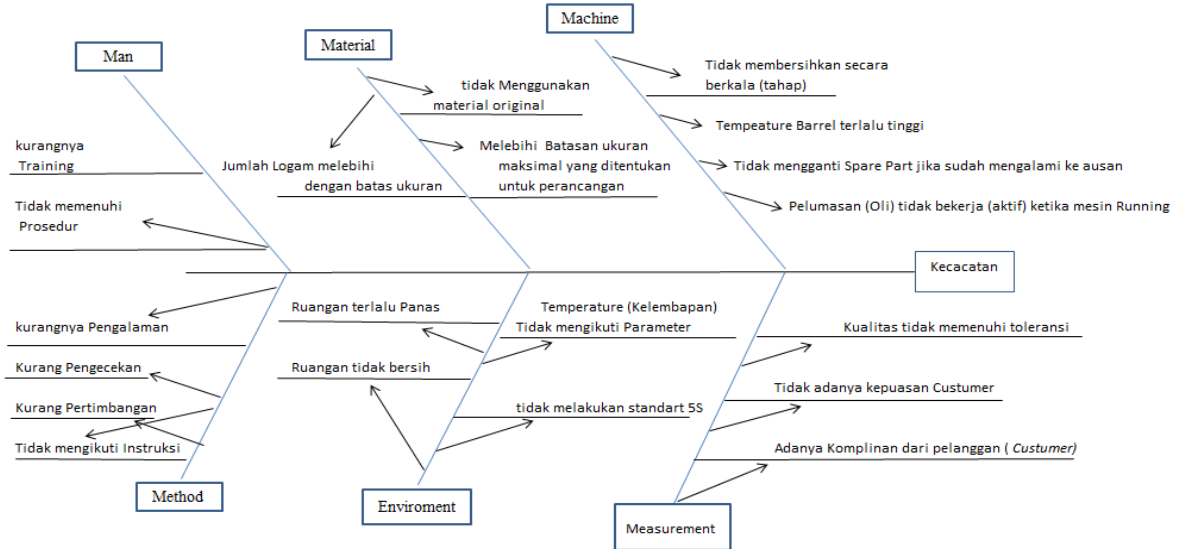 Man
kurangnya
Training
Tidak memenuhi
Prosedur
Material
tidak Menggunakan
material original
Jumlah Logam melebihi
dengan batas ukuran
Melebihi Batasan ukuran
maksimal yang ditentukan
untuk perancangan
Machine
Tidak membersihkan secara
berkala (tahap)
Tempeature Barrel terlalu tinggi
Tidak mengganti Spare Part jika sudah mengalami ke ausan
Pelumasan (Oli) tidak bekerja (aktif) ketika mesin Running
Kecacatan
kurangnya Pengalaman
Kurang Pengecekan
Kurang Pertimbangan
Tidak mengikuti Instruksi
Method
Ruangan terlalu Panas
Ruangan tidak bersih
Temperature (Kelembapan)
Tidak mengikuti Parameter
tidak melakukan standart 5S
Enviroment
Kualitas tidak memenuhi toleransi
Tidak adanya kepuasan Custumer
Adanya Komplinan dari pelanggan ( Custumer)
Measurement